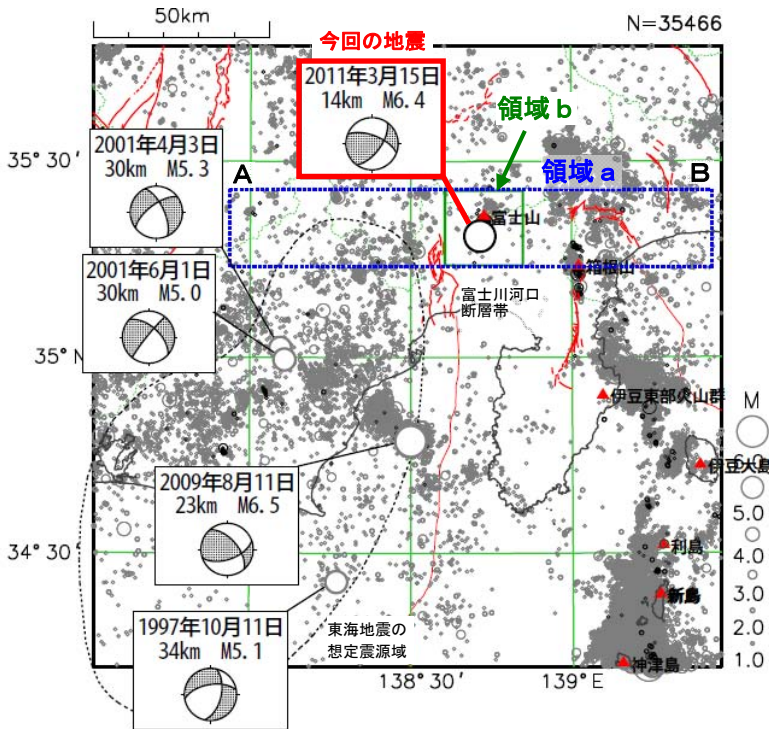 50km
N=35466
今回の地震
2011年3月15日
14km M6.4
領域b
2001年4月3日
30km M5.3
35°30'
A
領域a
B
富士山
箱根山
2001年6月1日
30km M5.0
富士川河口
断層帯
35°N
伊豆東部火山群
M
伊豆大島
6.0
2009年8月11日
23km M6.5
5.0
4.0
34°30'
利島
3.0
新島
2.0
1997年10月11日
34km M5.1
東海地震の
想定震源域
神津島
1.0
138°30'
139°E